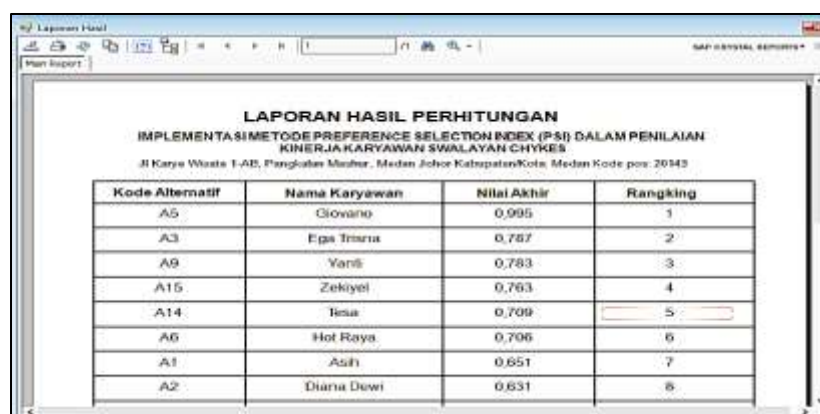 Laporan Hasil
1 /1 SAP CRYSTAL REPORTS
Main Report
LAPORAN HASIL PERHITUNGAN
IMPLEMENTASI METODE PREFERENCE SELECTION INDEX (PSI) DALAM PENILAIAN
KINERJA KARYAWAN SWALAYAN CHYKES
Jl Karya Wisata 1-AB, Pangkalan Mashur, Medan Johor Kabupaten/Kota Medan Kode pos: 20143
Kode Alternatif Nama Karyawan Nilai Akhir Rangking
A5 Giovano 0,995 1
A3 Ega Trisna 0,787 2
A9 Yanti 0,783 3
A15 Zekiyel 0,763 4
A14 Tesa 0,709 5
A6 Hot Raya 0,706 6
A1 Asih 0,651 7
A2 Diana Dewi 0,631 8